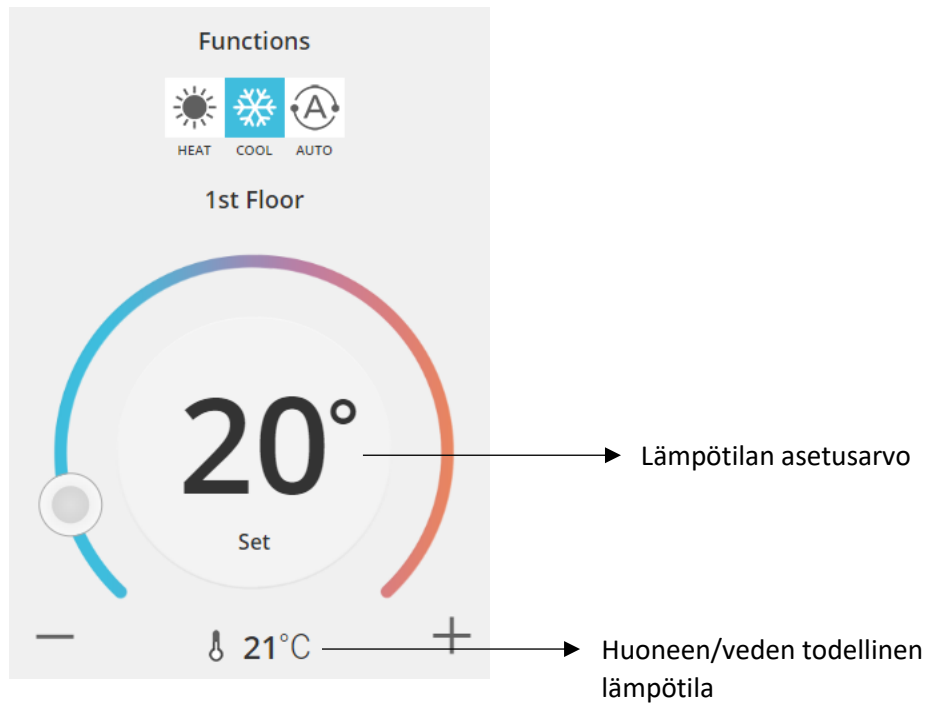 Functions
HEAT COOL AUTO
1st Floor
20°
Lämpötilan asetusarvo
Set
21°C
Huoneen/veden todellinen
lämpötila